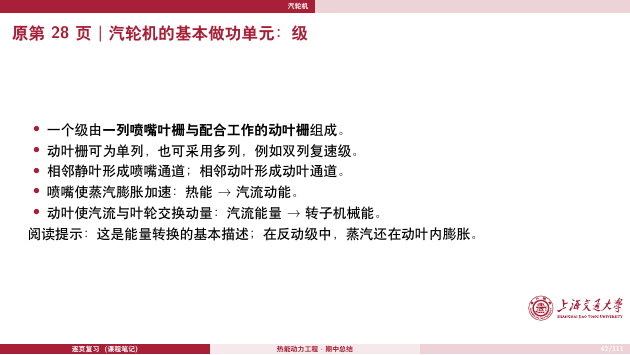 汽轮机
原第 28 页 | 汽轮机的基本做功单元：级
一个级由一列喷嘴叶栅与配合工作的动叶栅组成。
动叶栅可为单列，也可采用多列，例如双列复速级。
相邻静叶形成喷嘴通道；相邻动叶形成动叶通道。
喷嘴使蒸汽膨胀加速：热能 → 汽流动能。
动叶使汽流与叶轮交换动量：汽流能量 → 转子机械能。
阅读提示：这是能量转换的基本描述；在反动级中，蒸汽还在动叶内膨胀。
上海交通大学
SHANGHAI JIAO TONG UNIVERSITY
逐页复习（课程笔记）
热能动力工程 · 期中总结
42/111